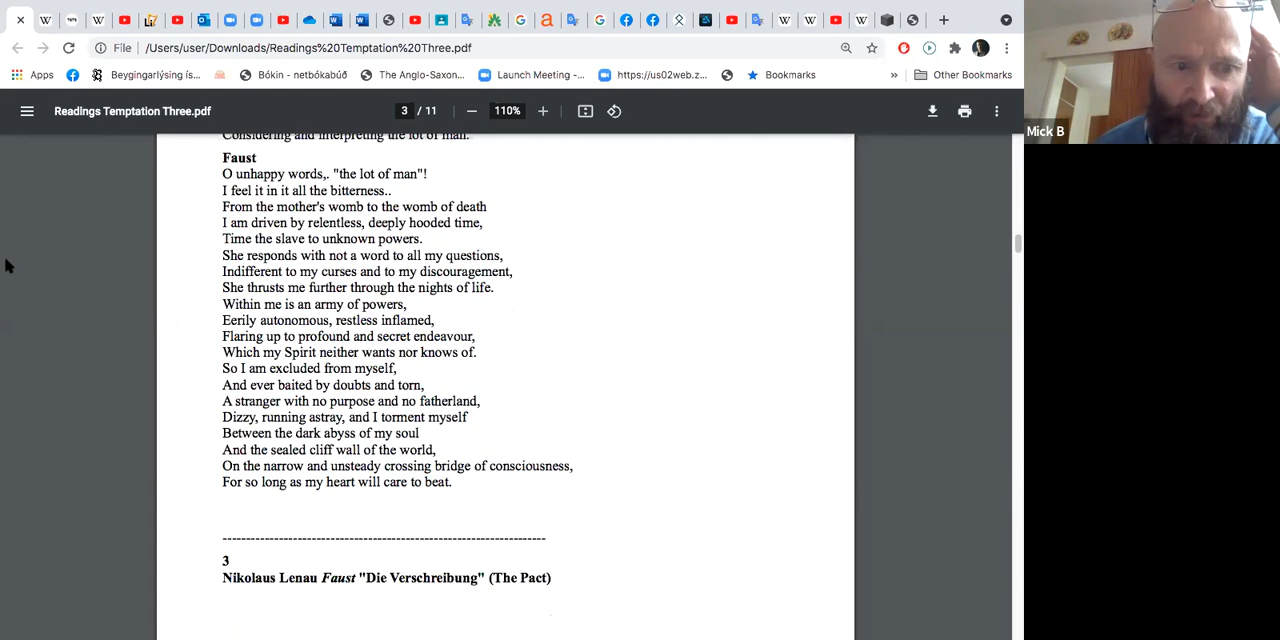 File
/Users/user/Downloads/Readings%20Temptation%20Three.pdf
Apps
Beygingarlýsing ís...
Bókin - netbókabúð
The Anglo-Saxon...
Launch Meeting -...
https://us02web.z...
Bookmarks
»
Other Bookmarks
Readings Temptation Three.pdf
3 / 11
110%
Mick B
Considering and interpreting the lot of man.
Faust
O unhappy words,. "the lot of man"!
I feel it in it all the bitterness..
From the mother's womb to the womb of death
I am driven by relentless, deeply hooded time,
Time the slave to unknown powers.
She responds with not a word to all my questions,
Indifferent to my curses and to my discouragement,
She thrusts me further through the nights of life.
Within me is an army of powers,
Eerily autonomous, restless inflamed,
Flaring up to profound and secret endeavour,
Which my Spirit neither wants nor knows of.
So I am excluded from myself,
And ever baited by doubts and torn,
A stranger with no purpose and no fatherland,
Dizzy, running astray, and I torment myself
Between the dark abyss of my soul
And the sealed cliff wall of the world,
On the narrow and unsteady crossing bridge of consciousness,
For so long as my heart will care to beat.
----------------------------------------------------------------------
3
Nikolaus Lenau Faust "Die Verschreibung" (The Pact)